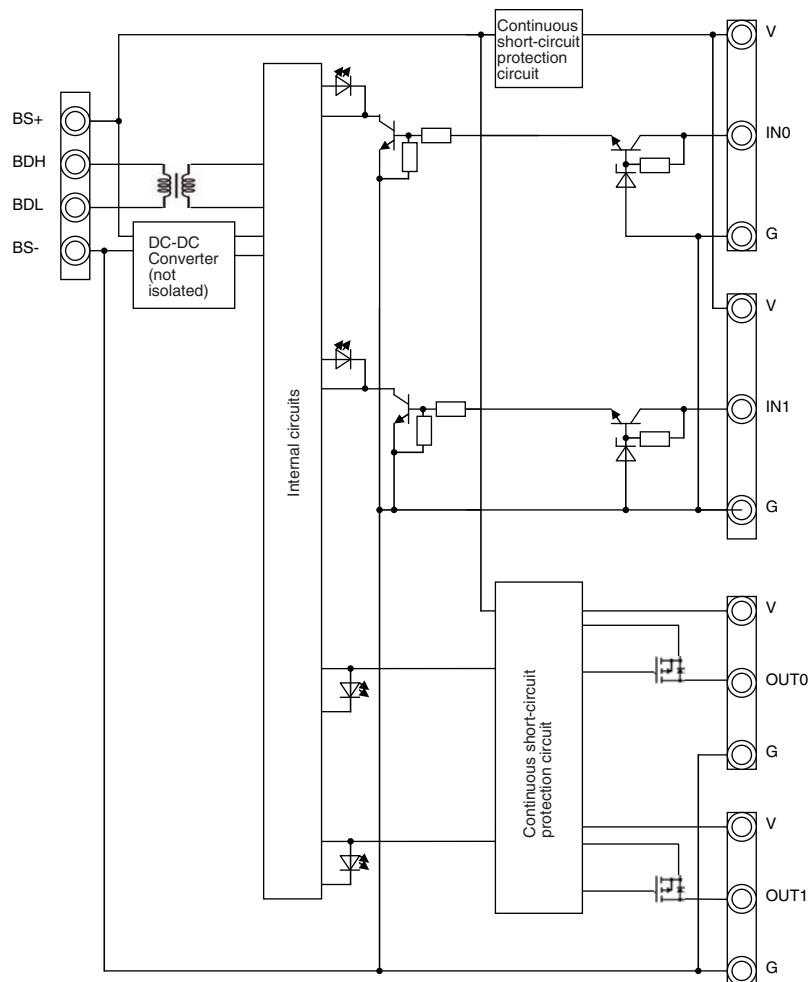 Continuous
short-circuit
protection
circuit
V
BS+
IN0
BDH
BDL
G
BS-
DC-DC
Converter
(not
isolated)
V
IN1
Internal circuits
G
V
OUT0
Continuous short-circuit
protection circuit
G
V
OUT1
G